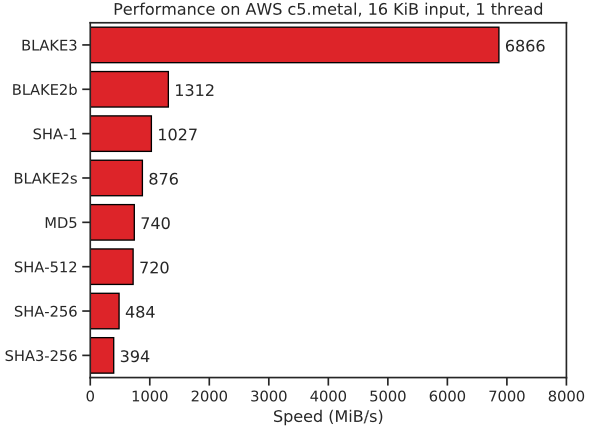 Performance on AWS c5.metal, 16 KiB input, 1 thread
BLAKE3 6866
BLAKE2b 1312
SHA-1 1027
BLAKE2s 876
MD5 740
SHA-512 720
SHA-256 484
SHA3-256 394
0 1000 2000 3000 4000 5000 6000 7000 8000
Speed (MiB/s)